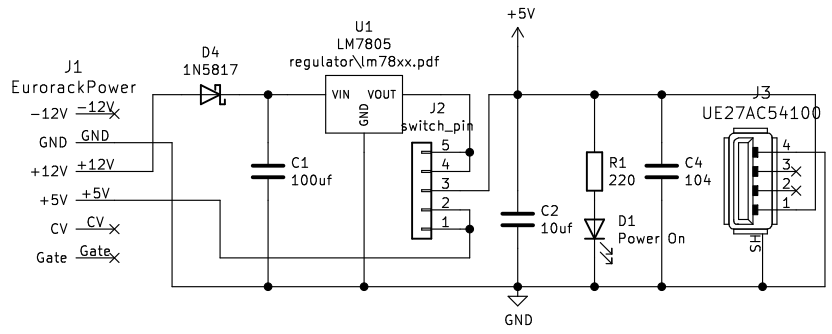 +5V
U1
LM7805
regulator\lm78xx.pdf
D4
1N5817
J1
EurorackPower
-12V
-12V
GND
GND
+12V
+12V
+5V
+5V
CV
CV
Gate
Gate
VIN
VOUT
GND
J2
switch_pin
5
4
3
2
1
C1
100uf
C2
10uf
R1
220
D1
Power On
C4
104
J3
UE27AC54100
4
3
2
1
SH
GND